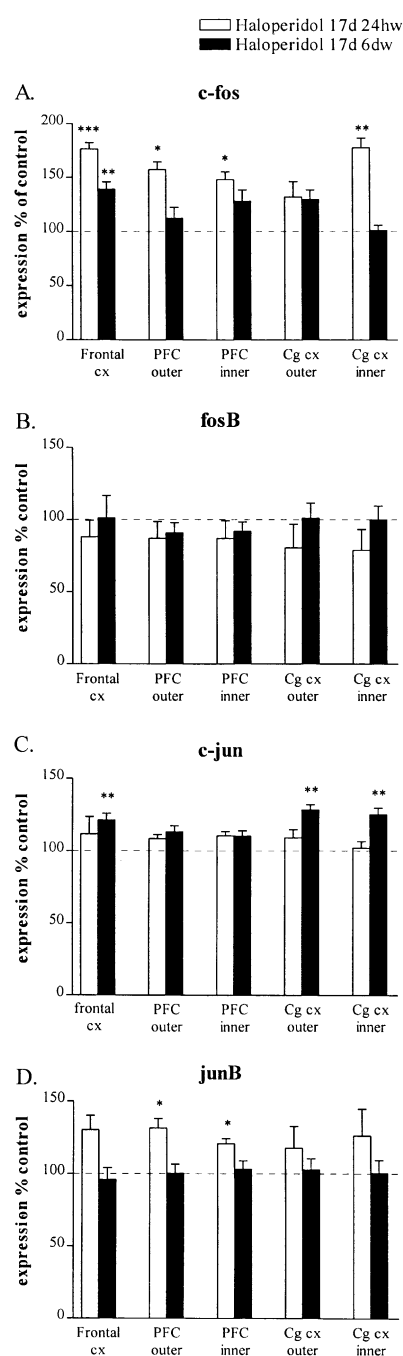 Haloperidol 17d 24hw
Haloperidol 17d 6dw
A.
c-fos
expression % of control
200
150
100
50
0
***
**
*
*
**
Frontal cx
PFC outer
PFC inner
Cg cx outer
Cg cx inner
B.
fosB
expression % control
150
100
50
0
Frontal cx
PFC outer
PFC inner
Cg cx outer
Cg cx inner
C.
c-jun
expression % control
150
100
50
0
**
**
**
frontal cx
PFC outer
PFC inner
Cg cx outer
Cg cx inner
D.
junB
expression % control
150
100
50
0
*
*
Frontal cx
PFC outer
PFC inner
Cg cx outer
Cg cx inner